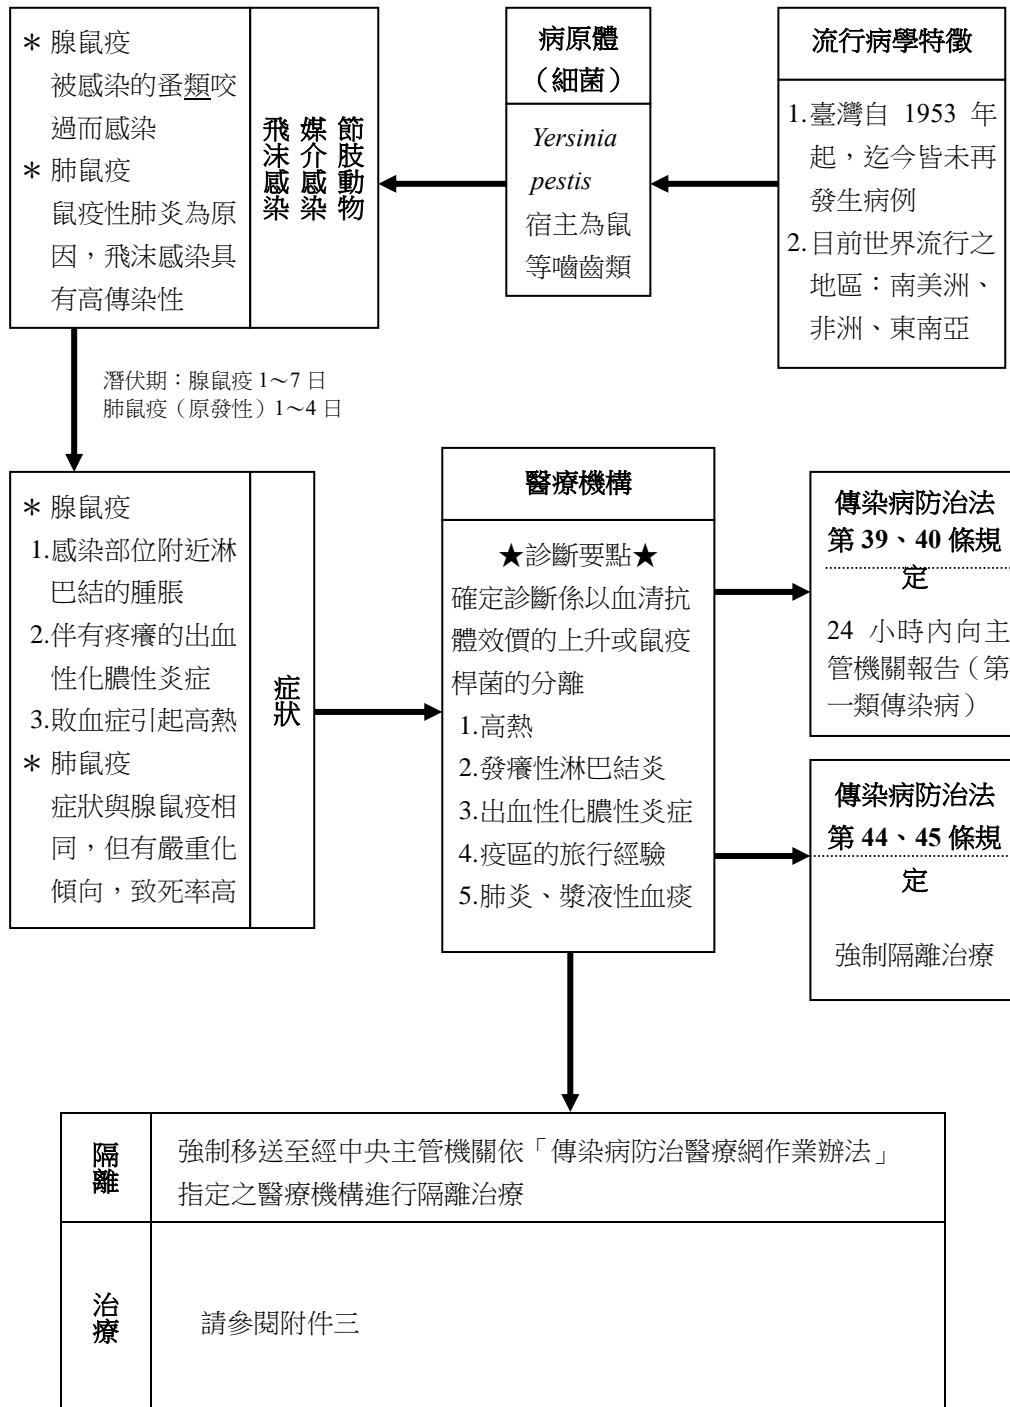 ＊腺鼠疫
被感染的蚤類咬
過而感染
＊肺鼠疫
鼠疫性肺炎為原
因，飛沫感染具
有高傳染性
節肢動物
媒介感染
飛沫感染
病原體
（細菌）
Yersinia
pestis
宿主為鼠
等嚙齒類
流行病學特徵
1.臺灣自 1953 年
起，迄今皆未再
發生病例
2.目前世界流行之
地區：南美洲、
非洲、東南亞
潛伏期：腺鼠疫 1～7 日
肺鼠疫（原發性）1～4 日
＊腺鼠疫
1.感染部位附近淋
巴結的腫脹
2.伴有疼癢的出血
性化膿性炎症
3.敗血症引起高熱
＊肺鼠疫
症狀與腺鼠疫相
同，但有嚴重化
傾向，致死率高
症狀
醫療機構
★診斷要點★
確定診斷係以血清抗
體效價的上升或鼠疫
桿菌的分離
1.高熱
2.發癢性淋巴結炎
3.出血性化膿性炎症
4.疫區的旅行經驗
5.肺炎、漿液性血痰
傳染病防治法
第 39、40 條規
定
24 小時內向主
管機關報告（第
一類傳染病）
傳染病防治法
第 44、45 條規
定
強制隔離治療
隔離
強制移送至經中央主管機關依「傳染病防治醫療網作業辦法」
指定之醫療機構進行隔離治療
治療
請參閱附件三